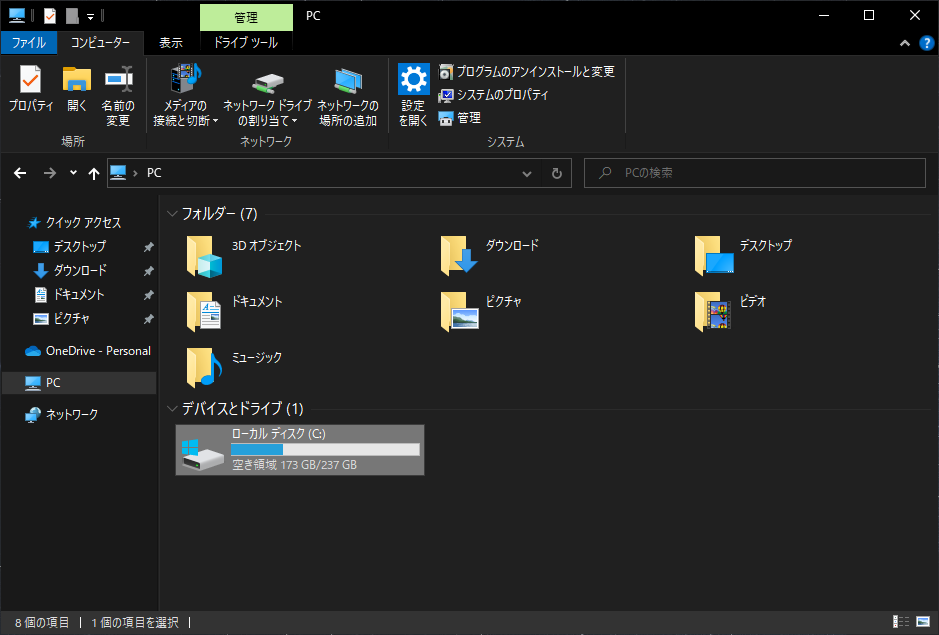 管理
PC
ファイル
コンピューター
表示
ドライブ ツール
プロパティ
開く
名前の
変更
場所
メディアの
接続と切断
ネットワーク ドライブ
の割り当て
ネットワークの
場所の追加
ネットワーク
設定
を開く
プログラムのアンインストールと変更
システムのプロパティ
管理
システム
PC
PCの検索
クイック アクセス
デスクトップ
ダウンロード
ドキュメント
ピクチャ
OneDrive - Personal
PC
ネットワーク
フォルダー (7)
3D オブジェクト
ダウンロード
デスクトップ
ドキュメント
ピクチャ
ビデオ
ミュージック
デバイスとドライブ (1)
ローカル ディスク (C:)
空き領域 173 GB/237 GB
8 個の項目
1 個の項目を選択